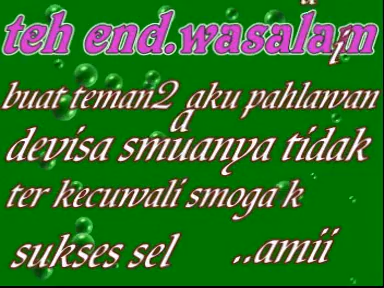 teh end.wasalam
buat teman2 aku pahlawan
devisa smuanya tidak
ter kecuwali smoga k
sukses sel ..amii